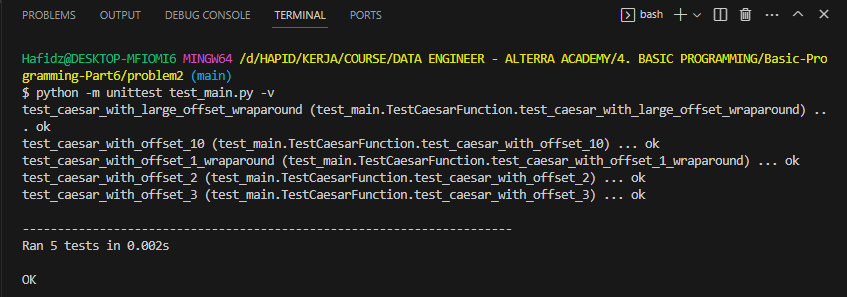 PROBLEMS OUTPUT DEBUG CONSOLE TERMINAL PORTS bash
Hafidz@DESKTOP-MFIOMI6 MINGW64 /d/HAPID/KERJA/COURSE/DATA ENGINEER - ALTERRA ACADEMY/4. BASIC PROGRAMMING/Basic-Pro
gramming-Part6/problem2 (main)
$ python -m unittest test_main.py -v
test_caesar_with_large_offset_wraparound (test_main.TestCaesarFunction.test_caesar_with_large_offset_wraparound) ..
. ok
test_caesar_with_offset_10 (test_main.TestCaesarFunction.test_caesar_with_offset_10) ... ok
test_caesar_with_offset_1_wraparound (test_main.TestCaesarFunction.test_caesar_with_offset_1_wraparound) ... ok
test_caesar_with_offset_2 (test_main.TestCaesarFunction.test_caesar_with_offset_2) ... ok
test_caesar_with_offset_3 (test_main.TestCaesarFunction.test_caesar_with_offset_3) ... ok
----------------------------------------------------------------------
Ran 5 tests in 0.002s
OK